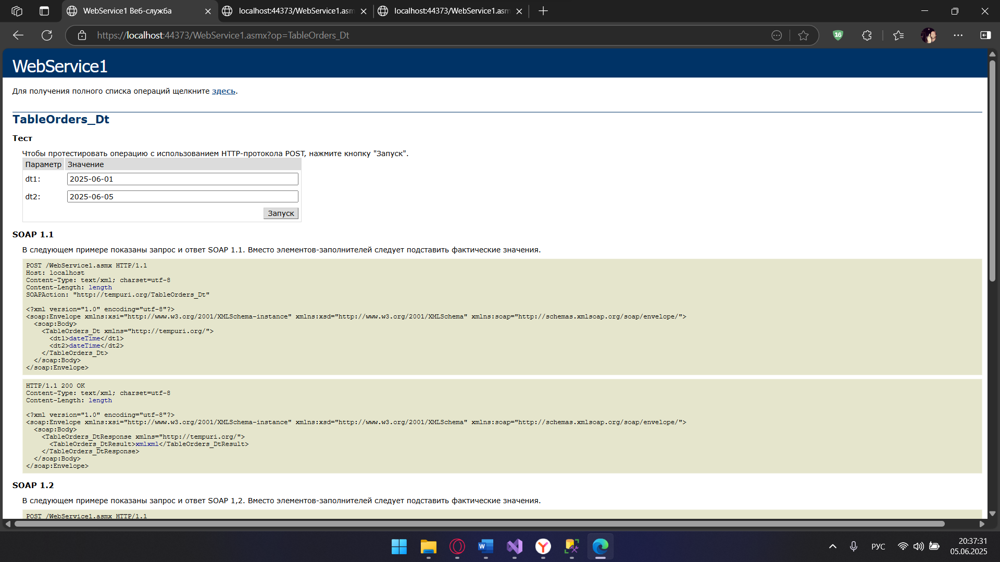 WebService1 Веб-служба
localhost:44373/WebService1.asm
localhost:44373/WebService1.asm
https://localhost:44373/WebService1.asmx?op=TableOrders_Dt
16
WebService1
Для получения полного списка операций щелкните здесь.
TableOrders_Dt
Тест
Чтобы протестировать операцию с использованием HTTP-протокола POST, нажмите кнопку "Запуск".
Параметр Значение
dt1: 2025-06-01
dt2: 2025-06-05
Запуск
SOAP 1.1
В следующем примере показаны запрос и ответ SOAP 1.1. Вместо элементов-заполнителей следует подставить фактические значения.
POST /WebService1.asmx HTTP/1.1
Host: localhost
Content-Type: text/xml; charset=utf-8
Content-Length: length
SOAPAction: "http://tempuri.org/TableOrders_Dt"
<?xml version="1.0" encoding="utf-8"?>
<soap:Envelope xmlns:xsi="http://www.w3.org/2001/XMLSchema-instance" xmlns:xsd="http://www.w3.org/2001/XMLSchema" xmlns:soap="http://schemas.xmlsoap.org/soap/envelope/">
<soap:Body>
<TableOrders_Dt xmlns="http://tempuri.org/">
<dt1>dateTime</dt1>
<dt2>dateTime</dt2>
</TableOrders_Dt>
</soap:Body>
</soap:Envelope>
HTTP/1.1 200 OK
Content-Type: text/xml; charset=utf-8
Content-Length: length
<?xml version="1.0" encoding="utf-8"?>
<soap:Envelope xmlns:xsi="http://www.w3.org/2001/XMLSchema-instance" xmlns:xsd="http://www.w3.org/2001/XMLSchema" xmlns:soap="http://schemas.xmlsoap.org/soap/envelope/">
<soap:Body>
<TableOrders_DtResponse xmlns="http://tempuri.org/">
<TableOrders_DtResult>xmlxml</TableOrders_DtResult>
</TableOrders_DtResponse>
</soap:Body>
</soap:Envelope>
SOAP 1.2
В следующем примере показаны запрос и ответ SOAP 1,2. Вместо элементов-заполнителей следует подставить фактические значения.
POST /WebService1.asmx HTTP/1.1
РУС
20:37:31
05.06.2025